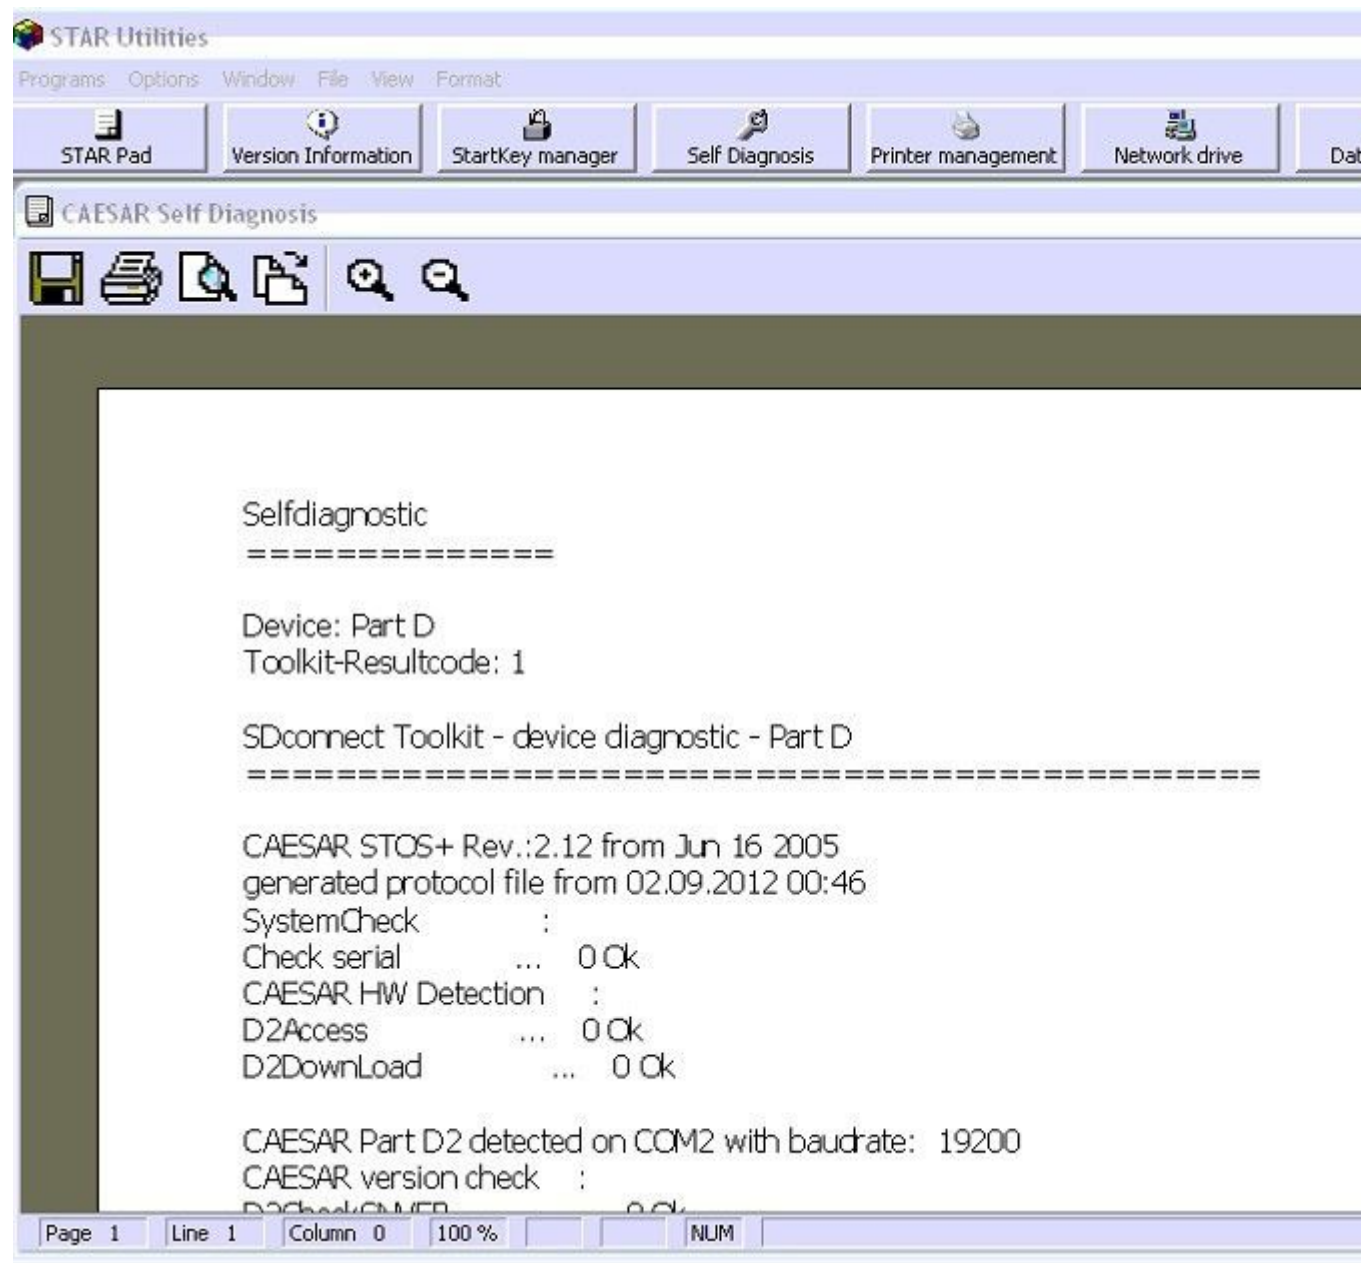 STAR Utilities
Programs Options Window File View Format
STAR Pad Version Information StartKey manager Self Diagnosis Printer management Network drive Dat
CAESAR Self Diagnosis
Selfdiagnostic
==============
Device: Part D
Toolkit-Resultcode: 1
SDconnect Toolkit - device diagnostic - Part D
==============================================
CAESAR STOS+ Rev.:2.12 from Jun 16 2005
generated protocol file from 02.09.2012 00:46
SystemCheck :
Check serial ... 0 Ok
CAESAR HW Detection :
D2Access ... 0 Ok
D2DownLoad ... 0 Ok
CAESAR Part D2 detected on COM2 with baudrate: 19200
CAESAR version check :
0 Ok
Page 1 Line 1 Column 0 100 % NUM